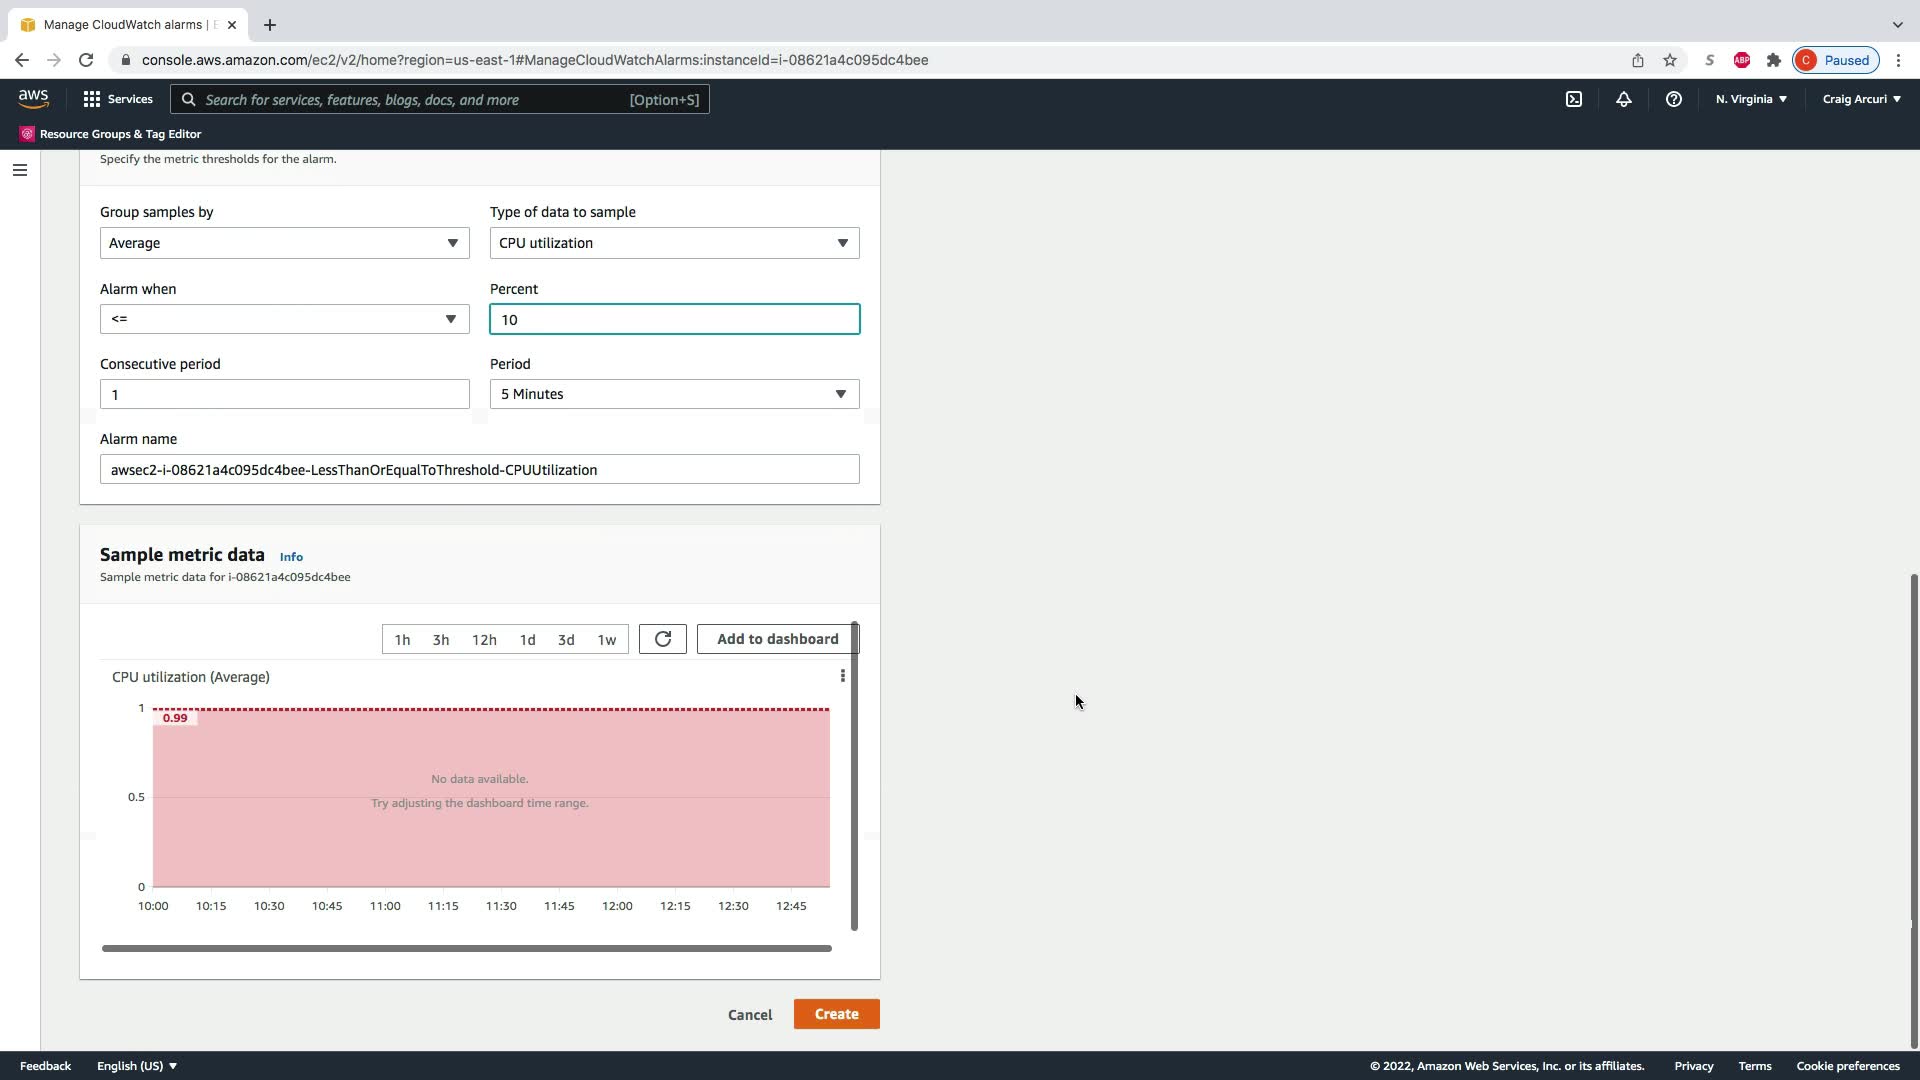 Manage CloudWatch alarms | E
console.aws.amazon.com/ec2/v2/home?region=us-east-1#ManageCloudWatchAlarms:instanceId=i-08621a4c095dc4bee
S
ABP
C
Paused
aws
Services
Search for services, features, blogs, docs, and more
[Option+S]
N. Virginia
Craig Arcuri
Resource Groups & Tag Editor
Specify the metric thresholds for the alarm.
Group samples by
Type of data to sample
Average
CPU utilization
Alarm when
Percent
<=
10
Consecutive period
Period
1
5 Minutes
Alarm name
awsec2-i-08621a4c095dc4bee-LessThanOrEqualToThreshold-CPUUtilization
Sample metric data
Info
Sample metric data for i-08621a4c095dc4bee
1h
3h
12h
1d
3d
1w
Add to dashboard
CPU utilization (Average)
1
0.99
No data available.
0.5
Try adjusting the dashboard time range.
0
10:00
10:15
10:30
10:45
11:00
11:15
11:30
11:45
12:00
12:15
12:30
12:45
Cancel
Create
Feedback
English (US)
© 2022, Amazon Web Services, Inc. or its affiliates.
Privacy
Terms
Cookie preferences